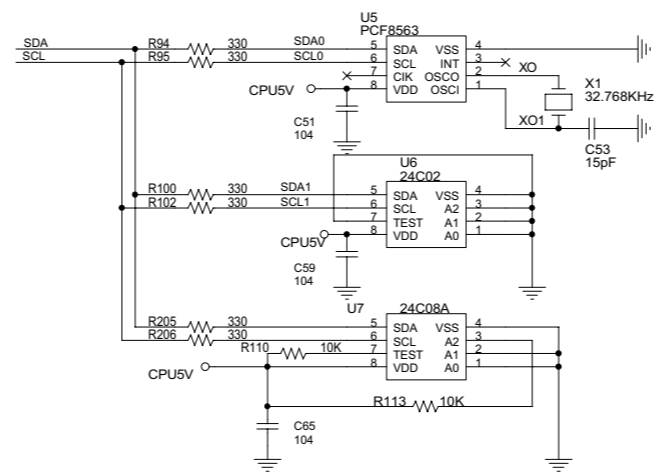 U5
PCF8563
SDA R94 330 SDA0 5 SDA VSS 4
SCL R95 330 SCL0 6 SCL INT 3
7 CIK OSCO 2 XO
CPU5V 8 VDD OSCI 1
X1
32.768KHz
XO1
C51
104
C53
15pF
U6
24C02
R100 330 SDA1 5 SDA VSS 4
R102 330 SCL1 6 SCL A2 3
7 TEST A1 2
CPU5V 8 VDD A0 1
C59
104
U7 24C08A
R205 330 5 SDA VSS 4
R206 330 6 SCL A2 3
R110 10K 7 TEST A1 2
CPU5V 8 VDD A0 1
R113 10K
C65
104